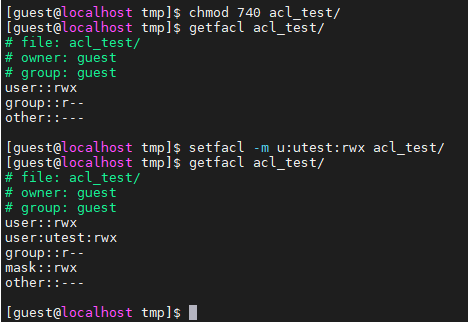 [guest@localhost tmp]$ chmod 740 acl_test/
[guest@localhost tmp]$ getfacl acl_test/
# file: acl_test/
# owner: guest
# group: guest
user::rwx
group::r--
other::---
[guest@localhost tmp]$ setfacl -m u:utest:rwx acl_test/
[guest@localhost tmp]$ getfacl acl_test/
# file: acl_test/
# owner: guest
# group: guest
user::rwx
user:utest:rwx
group::r--
mask::rwx
other::---
[guest@localhost tmp]$